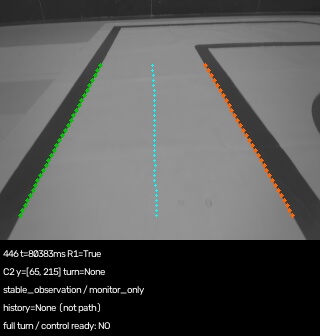 446 t=80383ms R1=True
C2 y=[65, 215] turn=None
stable_observation / monitor_only
history=None (not path)
full turn / control ready: NO